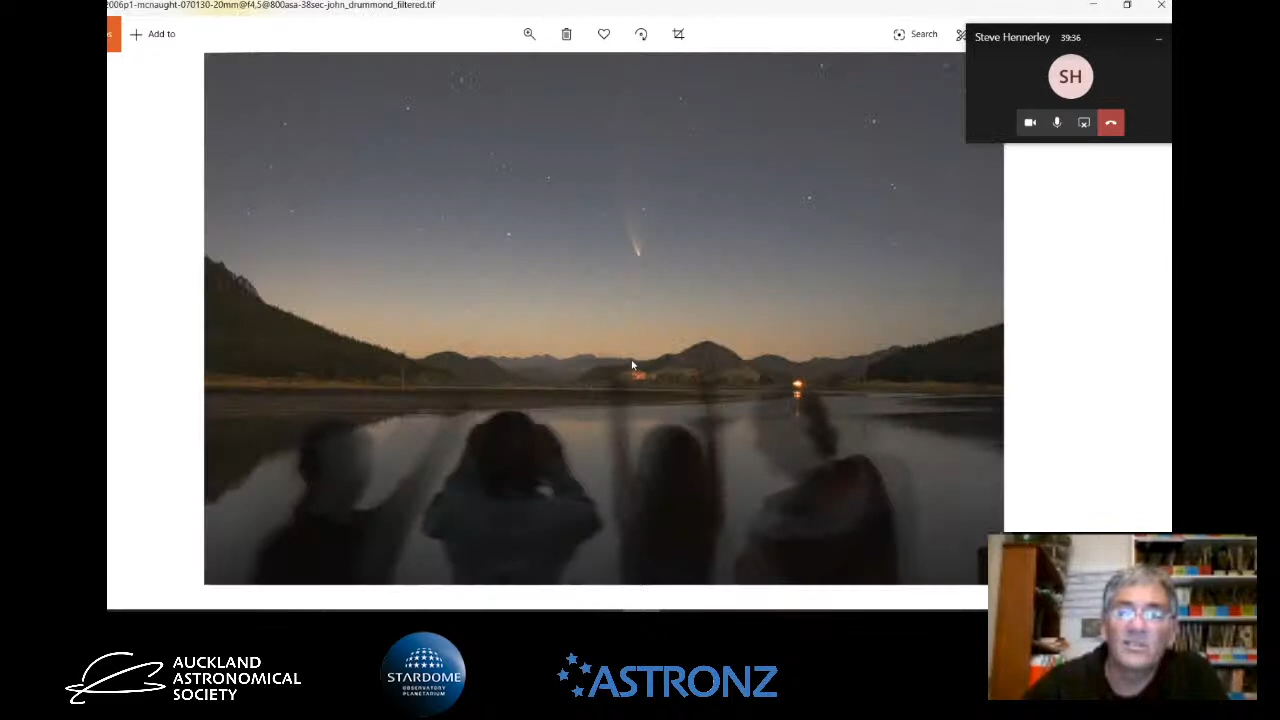 2006p1-mcnaught-070130-20mm@f4,5@800asa-38sec-john_drummond_filtered.tif
Add to
Search
Steve Hennerley 39:36
SH
AUCKLAND
ASTRONOMICAL
SOCIETY
STARDOME
OBSERVATORY
PLANETARIUM
ASTRONZ